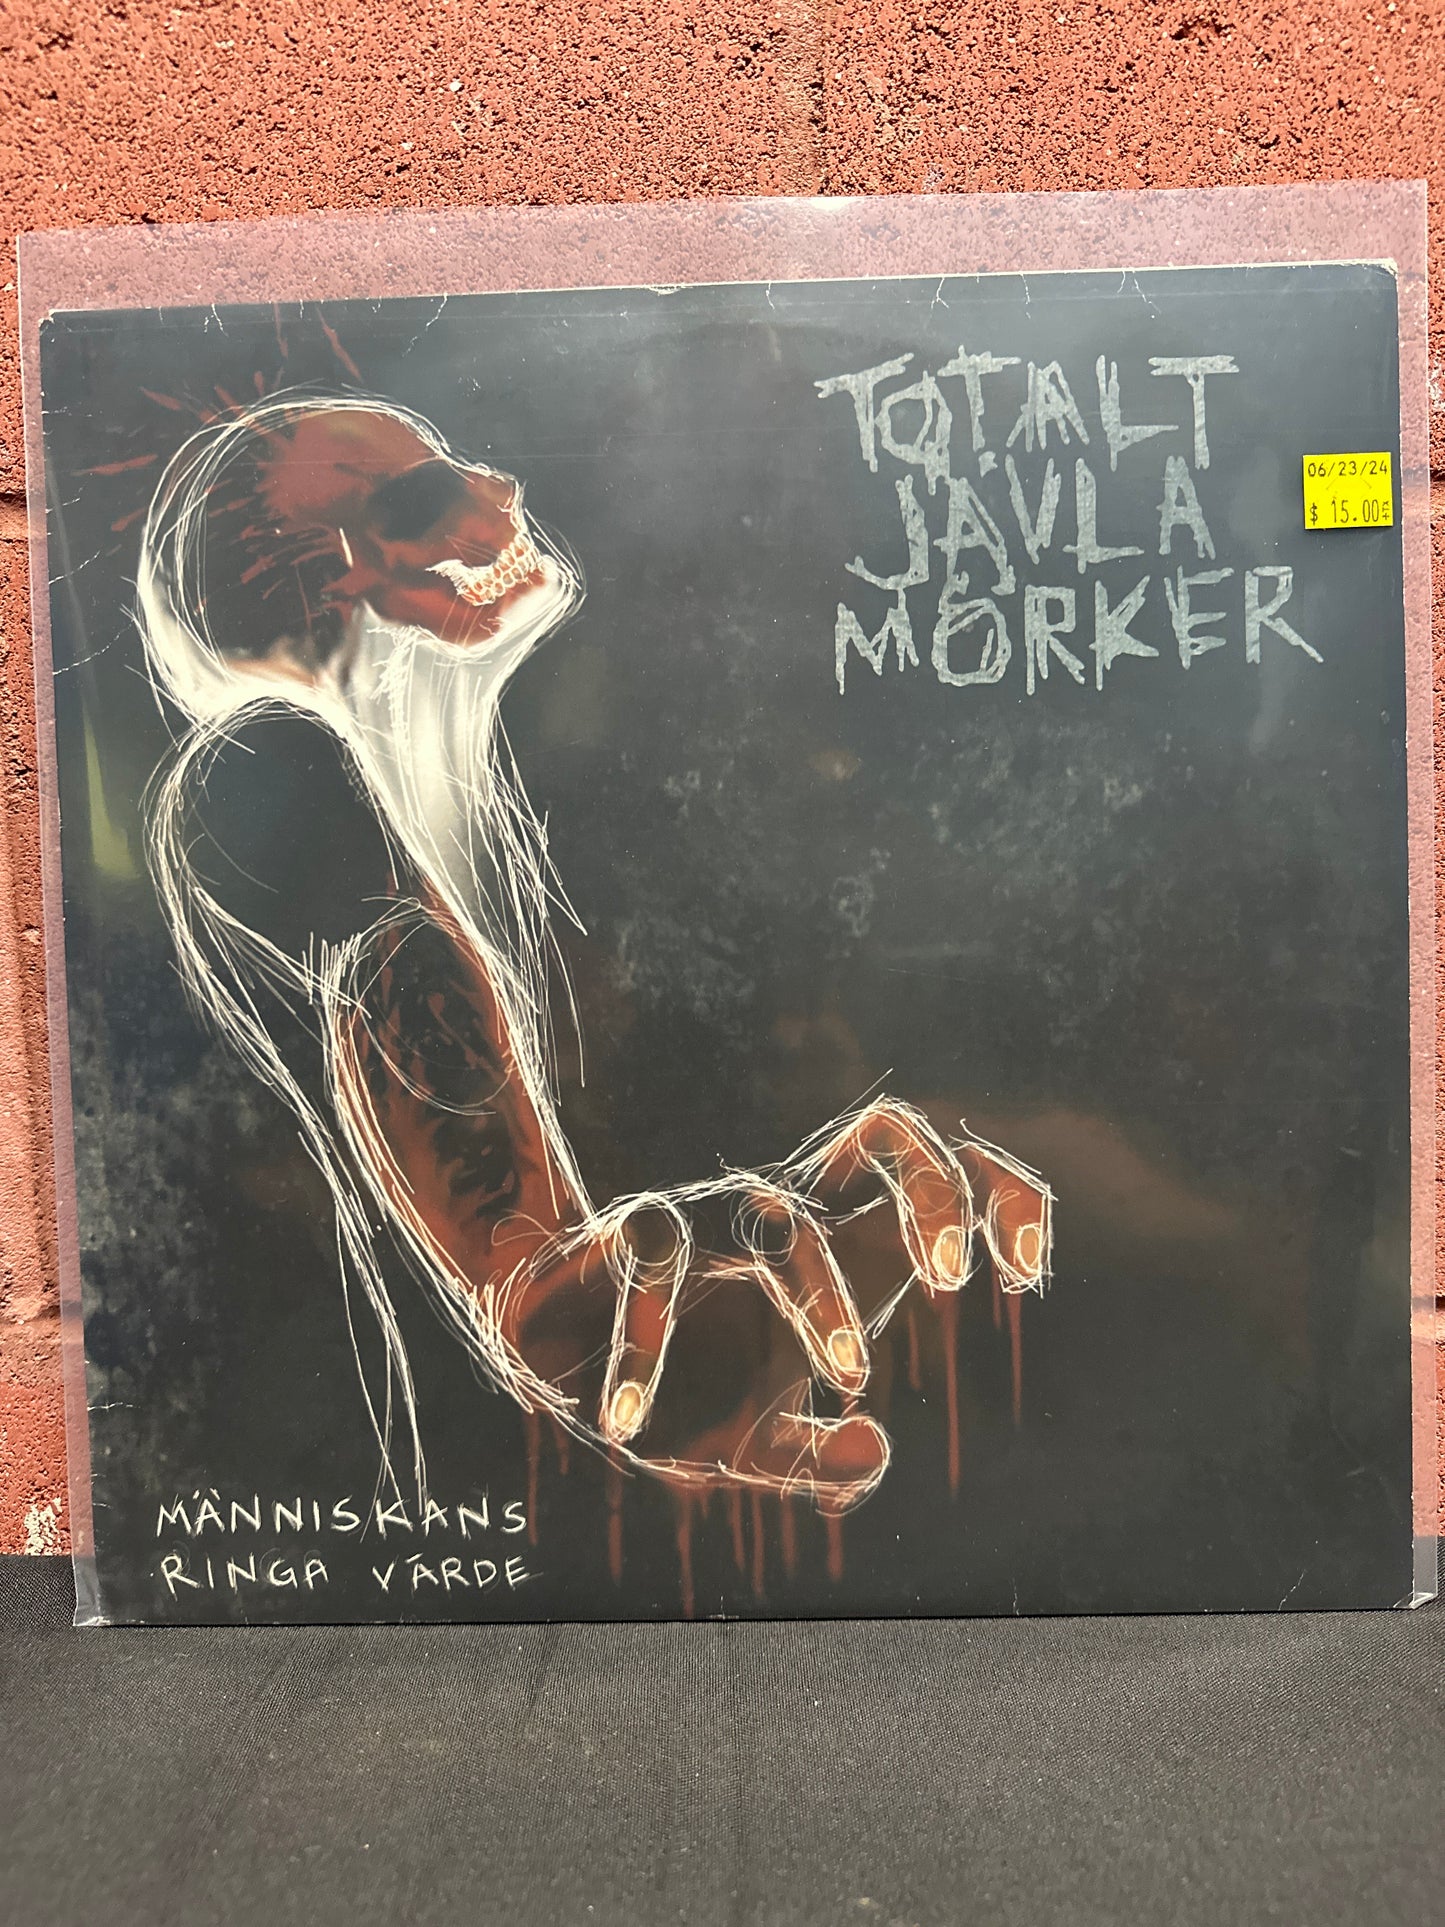 TOTALT
JÄVLA
MÖRKER
06/23/24
$ 15.00
MÄNNISKANS
RINGA VÄRDE